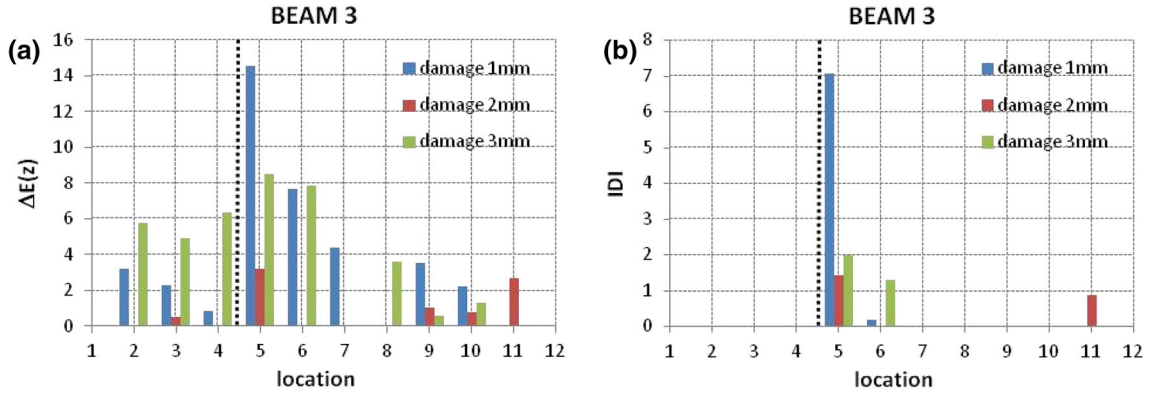 BEAM 3
(a)
16
14
12
10
8
6
4
2
0
ΔE(z)
damage 1mm
damage 2mm
damage 3mm
1 2 3 4 5 6 7 8 9 10 11 12
location
BEAM 3
(b)
8
7
6
5
4
3
2
1
0
IDI
damage 1mm
damage 2mm
damage 3mm
1 2 3 4 5 6 7 8 9 10 11 12
location